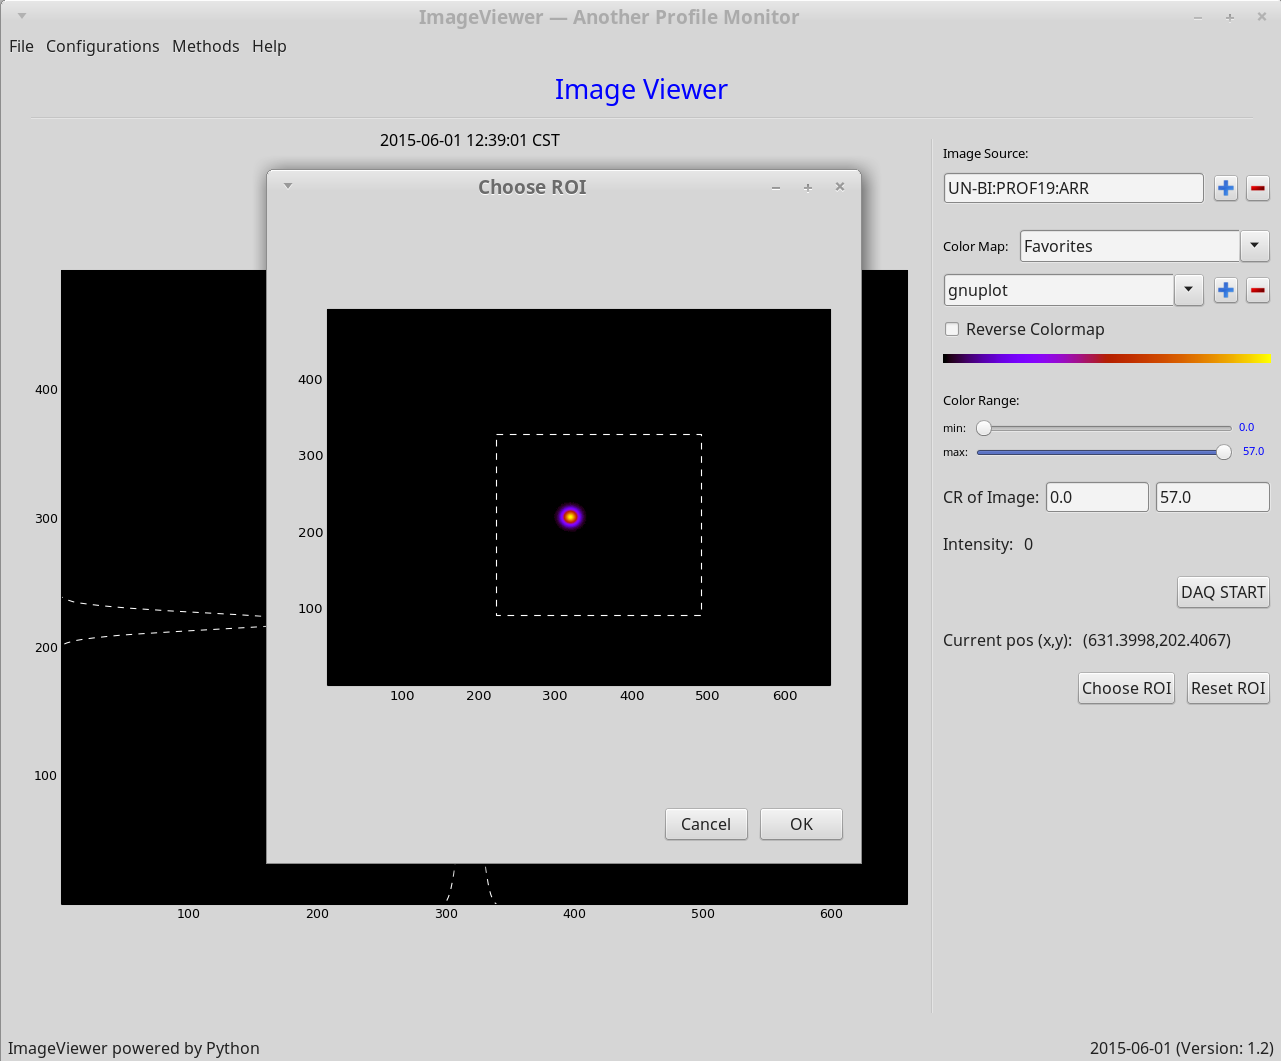 ImageViewer — Another Profile Monitor
File Configurations Methods Help
Image Viewer
2015-06-01 12:39:01 CST
Choose ROI
400
300
200
100
100 200 300 400 500 600
Cancel OK
400
300
200
100
100 200 300 400 500 600
Image Source:
UN-BI:PROF19:ARR
Color Map: Favorites
gnuplot
Reverse Colormap
Color Range:
min: 0.0
max: 57.0
CR of Image: 0.0 57.0
Intensity: 0
DAQ START
Current pos (x,y): (631.3998,202.4067)
Choose ROI Reset ROI
ImageViewer powered by Python
2015-06-01 (Version: 1.2)